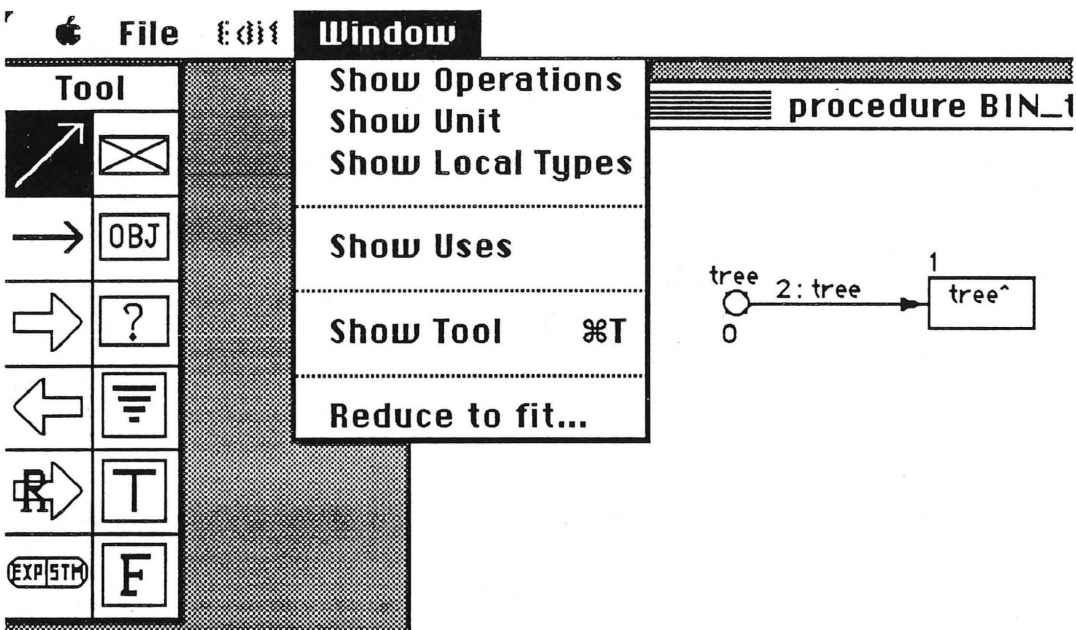 File Edit Window
Tool
Show Operations
Show Unit
Show Local Types
Show Uses
Show Tool ⌘T
Reduce to fit...
OBJ
?
R
T
EXP STM
F
procedure BIN_t
tree
0
2: tree
1
tree^